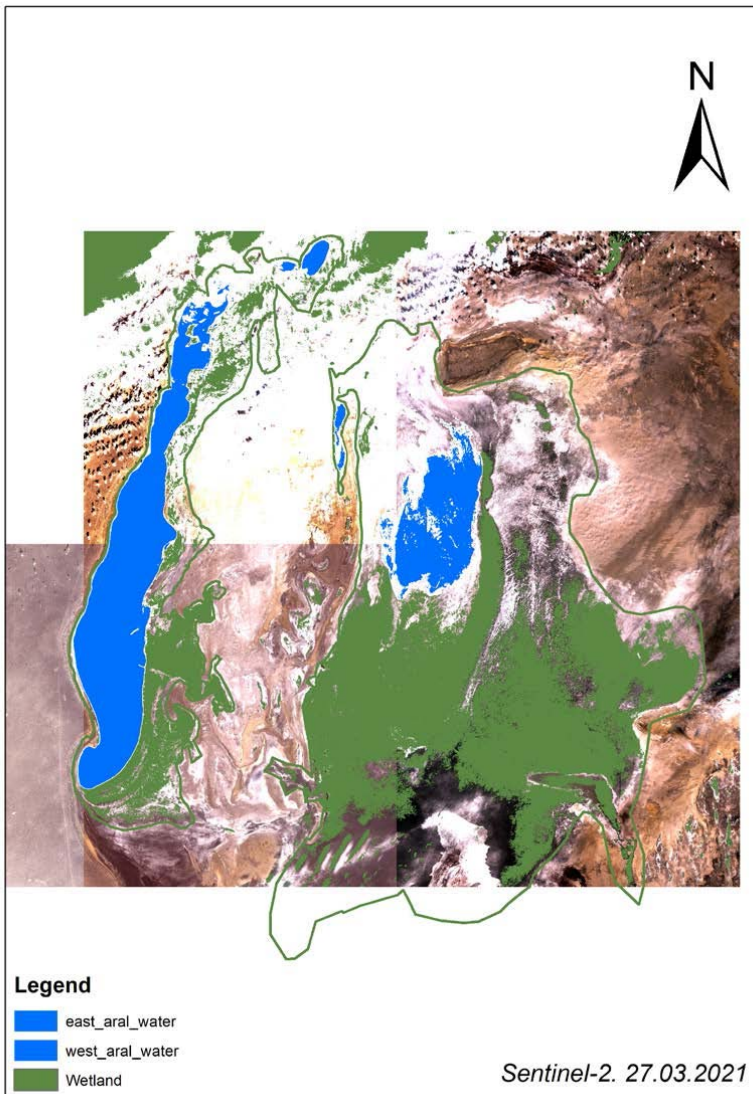 N
Legend
east_aral_water
west_aral_water
Wetland
Sentinel-2. 27.03.2021